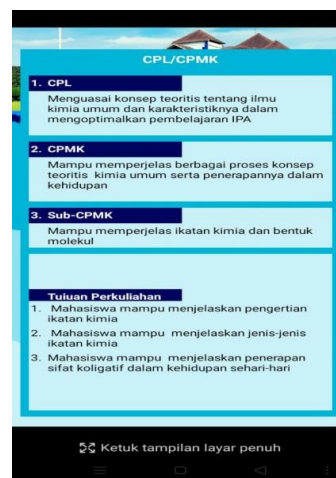 CPL/CPMK
1. CPL
Menguasai konsep teoritis tentang ilmu
kimia umum dan karakteristiknya dalam
mengoptimalkan pembelajaran IPA
2. CPMK
Mampu memperjelas berbagai proses konsep
teoritis kimia umum serta penerapannya dalam
kehidupan
3. Sub-CPMK
Mampu memperjelas ikatan kimia dan bentuk
molekul
Tujuan Perkuliahan
1. Mahasiswa mampu menjelaskan pengertian
ikatan kimia
2. Mahasiswa mampu menjelaskan jenis-jenis
ikatan kimia
3. Mahasiswa mampu menjelaskan penerapan
sifat koligatif dalam kehidupan sehari-hari
Ketuk tampilan layar penuh